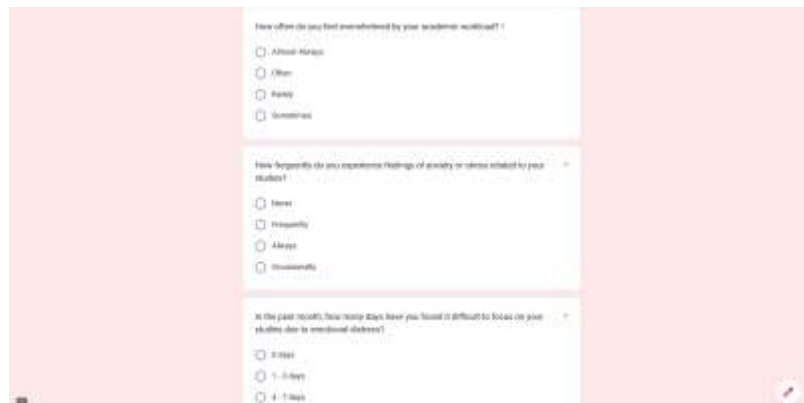 How often do you feel overwhelmed by your academic workload? *
Almost Always
Often
Rarely
Sometimes
How frequently do you experience feelings of anxiety or stress related to your *
studies?
Never
Frequently
Always
Occasionally
In the past month, how many days have you found it difficult to focus on your *
studies due to emotional distress?
0 days
1 - 3 days
4 - 7 days